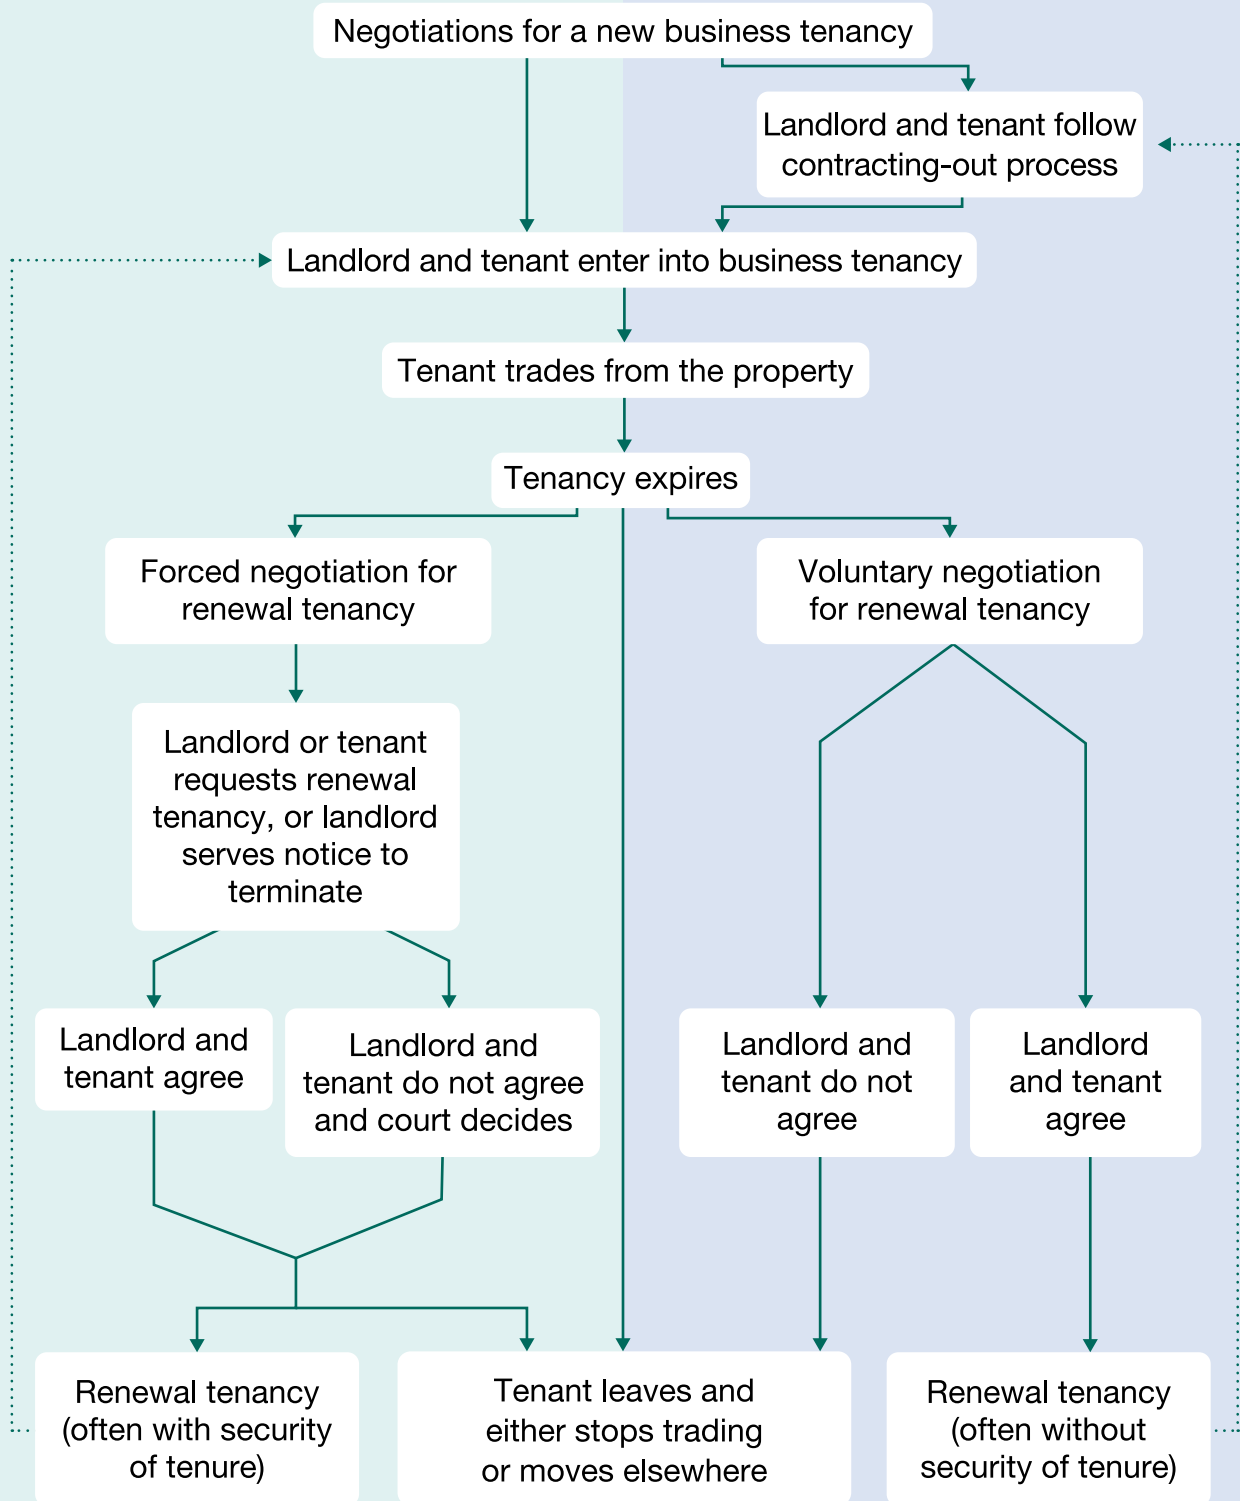 Negotiations for a new business tenancy
Landlord and tenant follow
contracting-out process
Landlord and tenant enter into business tenancy
Tenant trades from the property
Tenancy expires
Forced negotiation for
renewal tenancy
Voluntary negotiation
for renewal tenancy
Landlord or tenant
requests renewal
tenancy, or landlord
serves notice to
terminate
Landlord and
tenant agree
Landlord and
tenant do not agree
and court decides
Landlord and
tenant do not
agree
Landlord
and tenant
agree
Renewal tenancy
(often with security
of tenure)
Tenant leaves and
either stops trading
or moves elsewhere
Renewal tenancy
(often without
security of tenure)